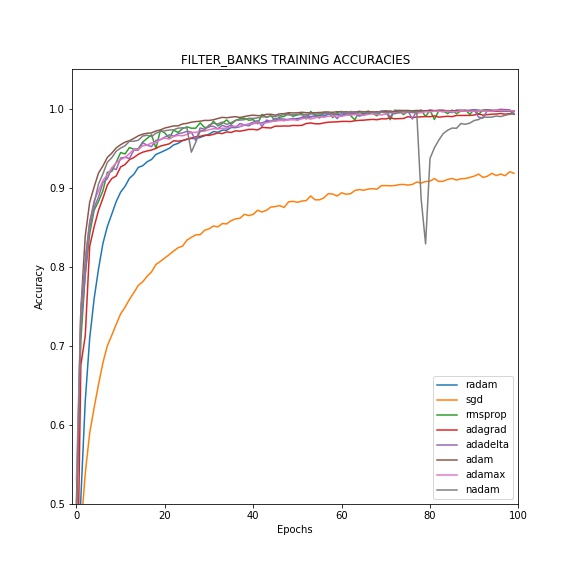 FILTER_BANKS TRAINING ACCURACIES
1.0
0.9
0.8
0.7
0.6
0.5
Accuracy
0 20 40 60 80 100
Epochs
radam
sgd
rmsprop
adagrad
adadelta
adam
adamax
nadam